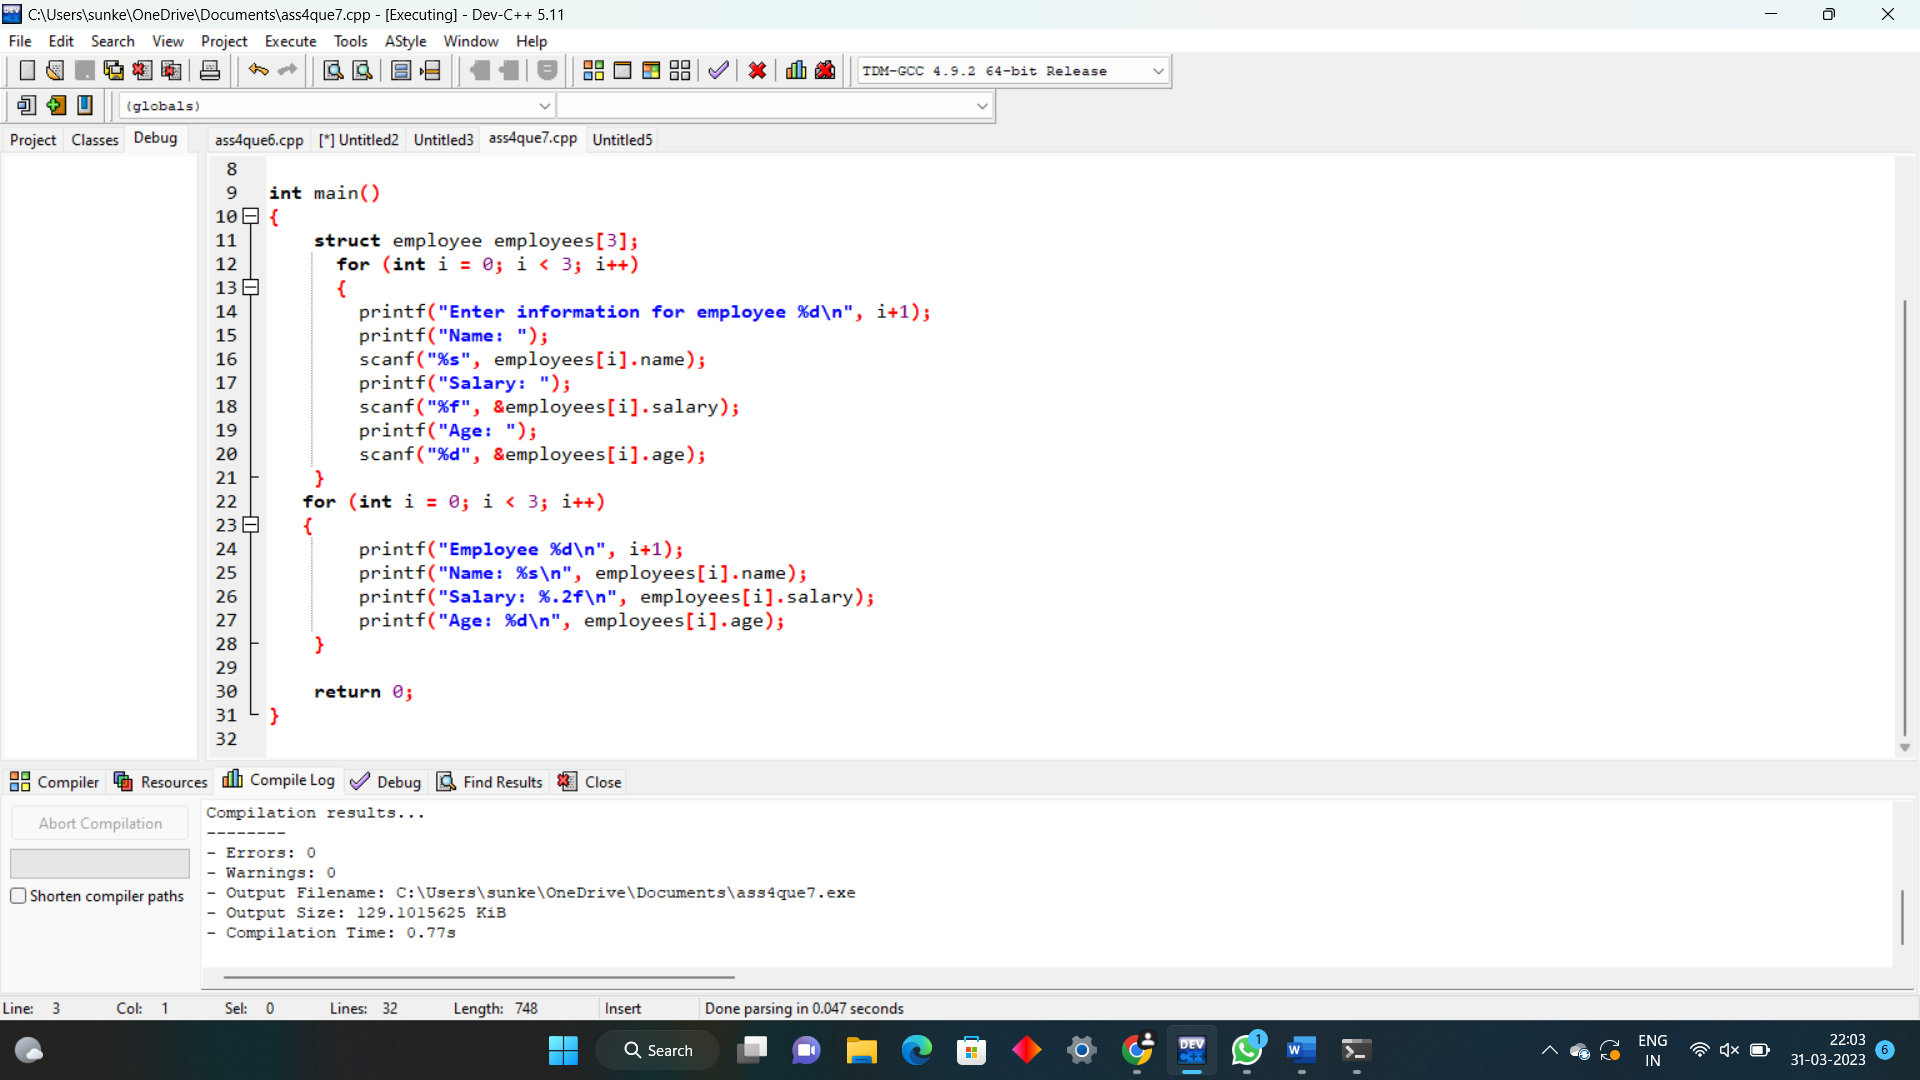 C:\Users\sunke\OneDrive\Documents\ass4que7.cpp - [Executing] - Dev-C++ 5.11
File Edit Search View Project Execute Tools AStyle Window Help
TDM-GCC 4.9.2 64-bit Release
(globals)
Project Classes Debug ass4que6.cpp [*] Untitled2 Untitled3 ass4que7.cpp Untitled5
8
9 int main()
10 {
11 struct employee employees[3];
12 for (int i = 0; i < 3; i++)
13 {
14 printf("Enter information for employee %d\n", i+1);
15 printf("Name: ");
16 scanf("%s", employees[i].name);
17 printf("Salary: ");
18 scanf("%f", &employees[i].salary);
19 printf("Age: ");
20 scanf("%d", &employees[i].age);
21 }
22 for (int i = 0; i < 3; i++)
23 {
24 printf("Employee %d\n", i+1);
25 printf("Name: %s\n", employees[i].name);
26 printf("Salary: %.2f\n", employees[i].salary);
27 printf("Age: %d\n", employees[i].age);
28 }
29
30 return 0;
31 }
32
Compiler Resources Compile Log Debug Find Results Close
Abort Compilation
Shorten compiler paths
Compilation results...
--------
- Errors: 0
- Warnings: 0
- Output Filename: C:\Users\sunke\OneDrive\Documents\ass4que7.exe
- Output Size: 129.1015625 KiB
- Compilation Time: 0.77s
Line: 3 Col: 1 Sel: 0 Lines: 32 Length: 748 Insert Done parsing in 0.047 seconds
Search
DEV
C++
1
W
ENG
IN
22:03
31-03-2023
6